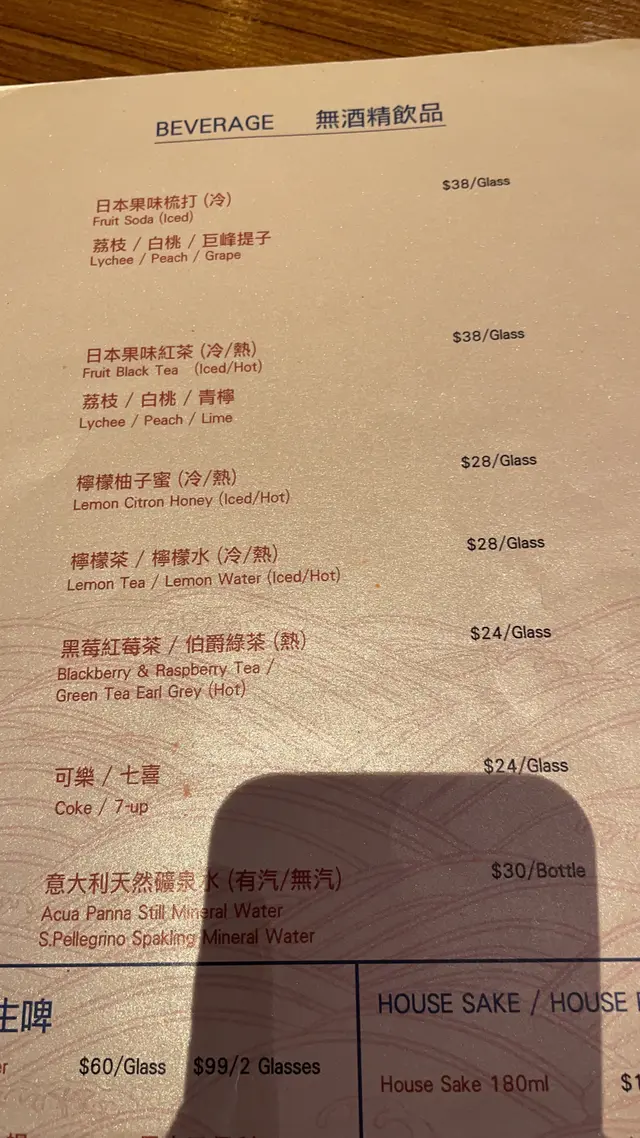 BEVERAGE 無酒精飲品
日本果味梳打 (冷) $38/Glass
Fruit Soda (Iced)
荔枝 / 白桃 / 巨峰提子
Lychee / Peach / Grape
日本果味紅茶 (冷/熱) $38/Glass
Fruit Black Tea (Iced/Hot)
荔枝 / 白桃 / 青檸
Lychee / Peach / Lime
檸檬柚子蜜 (冷/熱) $28/Glass
Lemon Citron Honey (Iced/Hot)
檸檬茶 / 檸檬水 (冷/熱) $28/Glass
Lemon Tea / Lemon Water (Iced/Hot)
黑莓紅莓茶 / 伯爵綠茶 (熱) $24/Glass
Blackberry & Raspberry Tea /
Green Tea Earl Grey (Hot)
可樂 / 七喜 $24/Glass
Coke / 7-up
意大利天然礦泉水 (有汽/無汽) $30/Bottle
Acua Panna Still Mineral Water
S.Pellegrino Spakling Mineral Water
生啤
$60/Glass $99/2 Glasses
HOUSE SAKE / HOUSE
House Sake 180ml $1